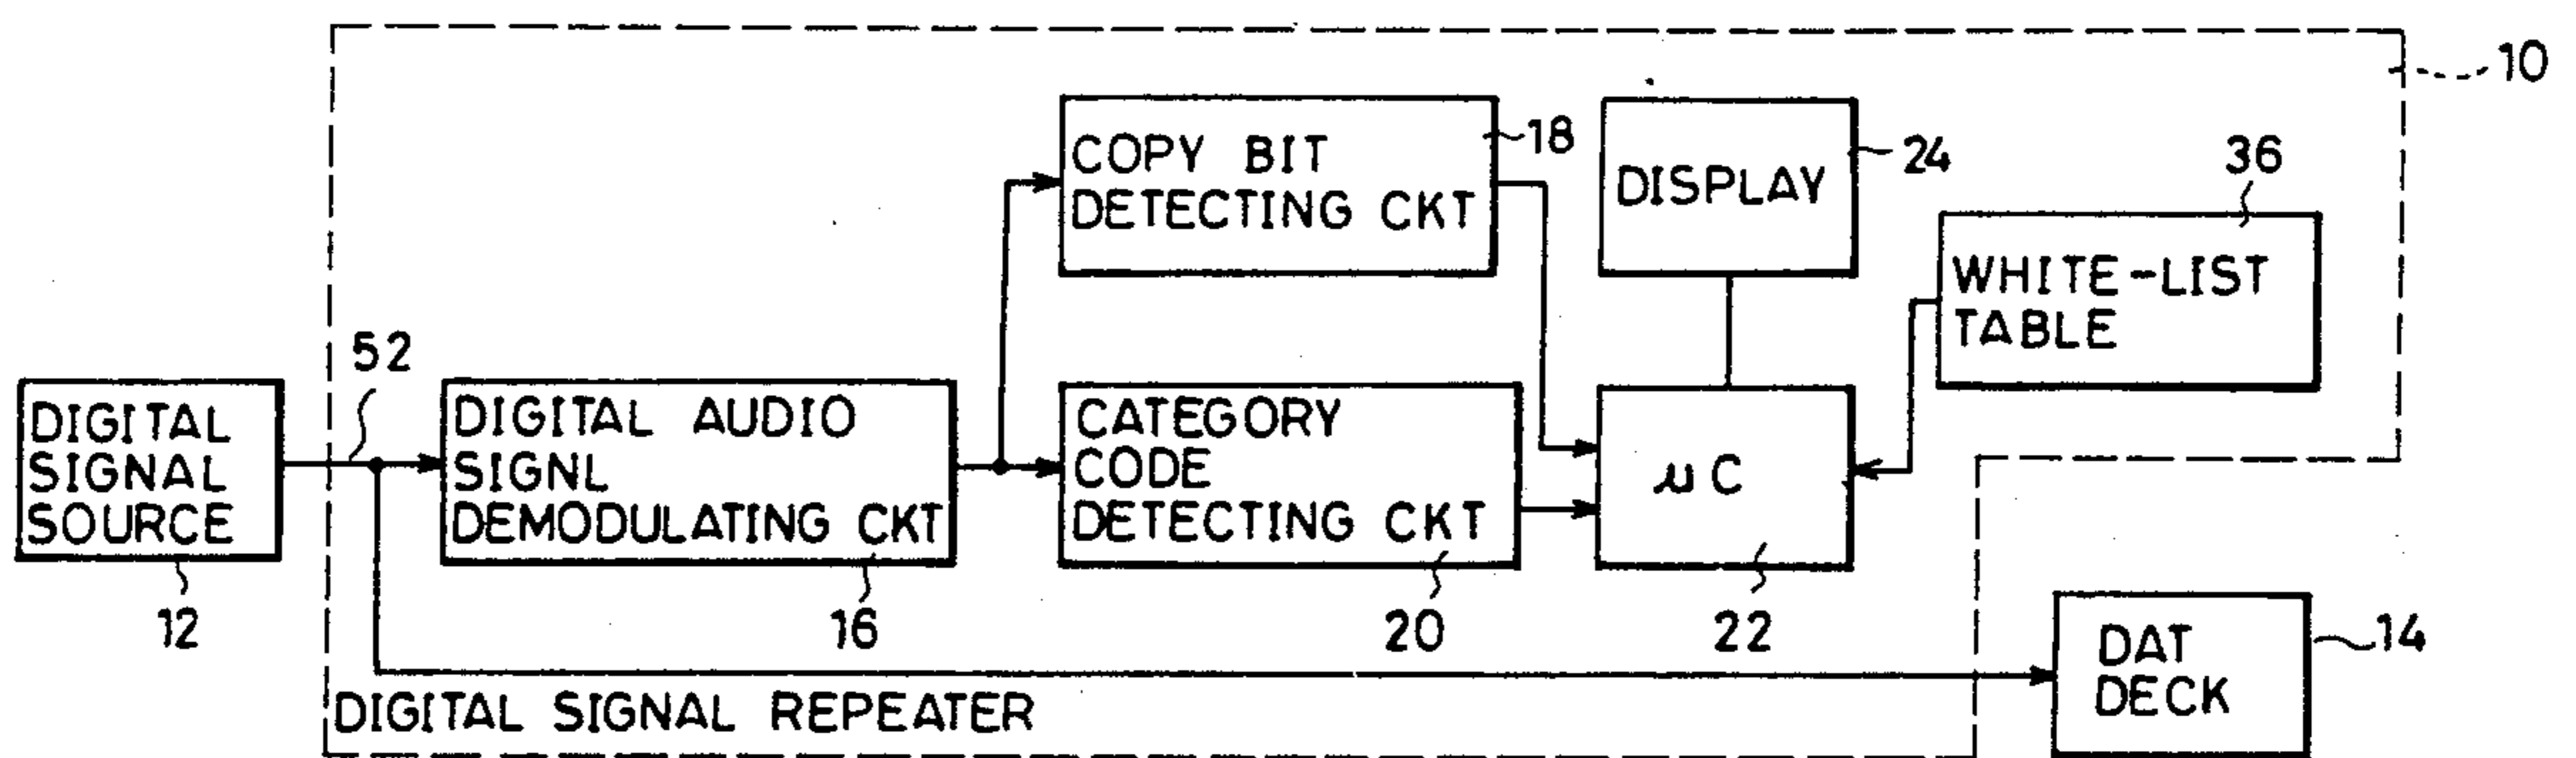 10
COPY BIT
DETECTING CKT
18
DISPLAY
24
36
WHITE-LIST
TABLE
52
DIGITAL
SIGNAL
SOURCE
12
DIGITAL AUDIO
SIGNL
DEMODULATING CKT
16
CATEGORY
CODE
DETECTING CKT
20
μC
22
DAT
DECK
14
DIGITAL SIGNAL REPEATER